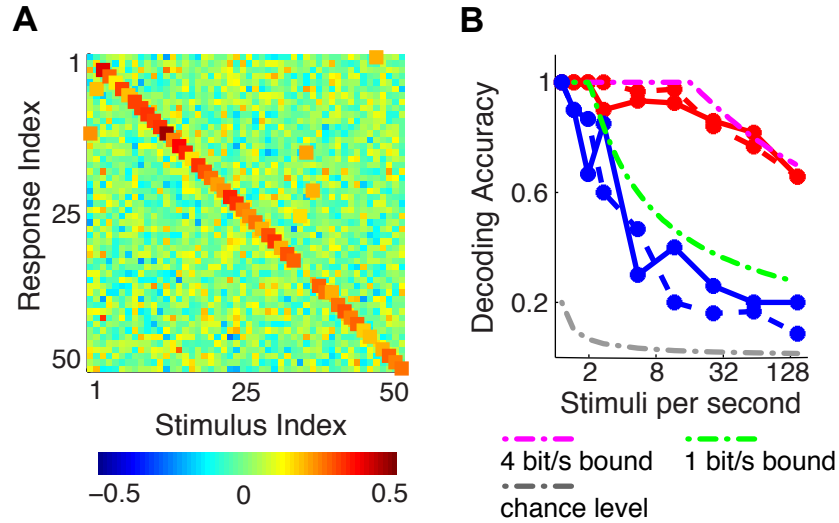 A
1
25
50
Response Index
1 25 50
Stimulus Index
−0.5 0 0.5
B
1
0.6
0.2
Decoding Accuracy
2 8 32 128
Stimuli per second
4 bit/s bound 1 bit/s bound
chance level